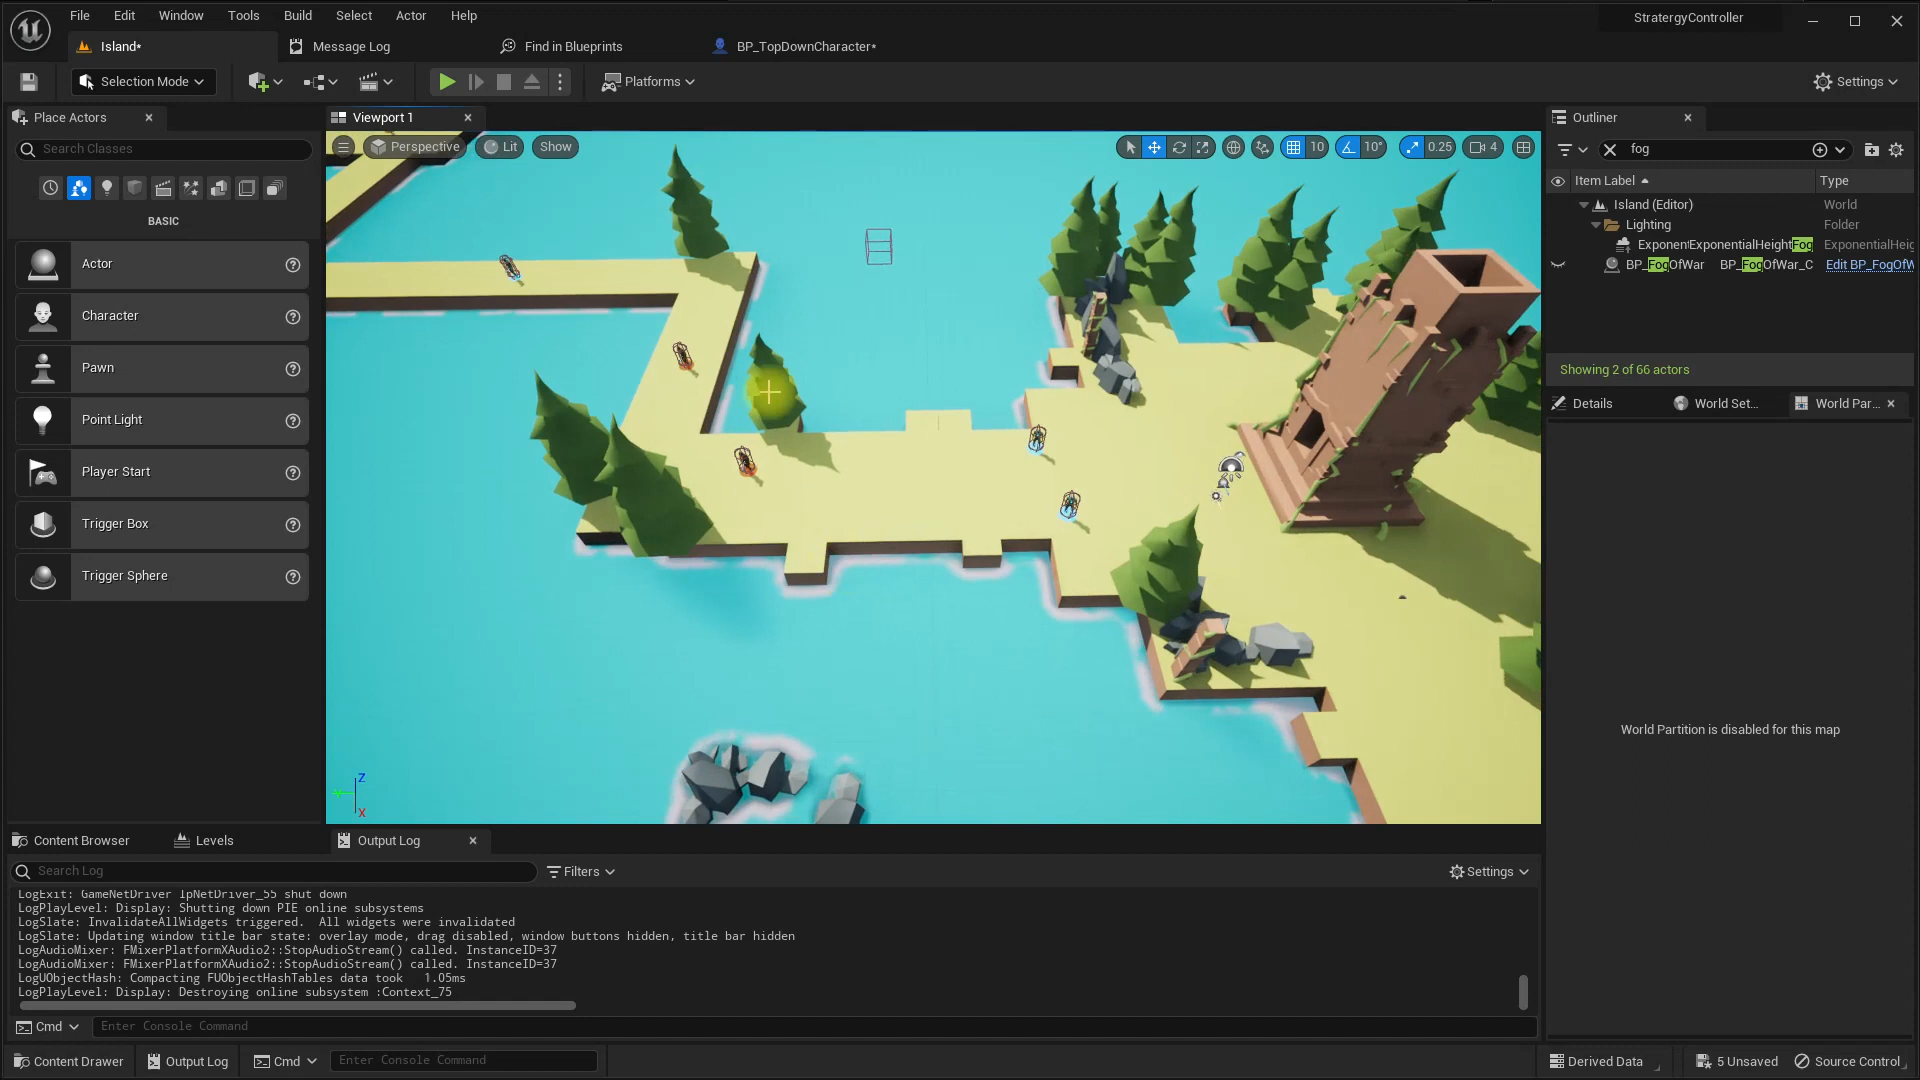 File Edit Window Tools Build Select Actor Help
StratergyController
Island*
Message Log
Find in Blueprints
BP_TopDownCharacter*
Selection Mode
Platforms
Settings
Place Actors
Viewport 1
Outliner
Search Classes
Perspective
Lit
Show
10
10°
0.25
4
fog
Item Label
Type
BASIC
Island (Editor)
World
Lighting
Folder
ExponentExponentialHeightFog
ExponentialHeig
BP_FogOfWar
BP_FogOfWar_C
Edit BP_FogOfW
Actor
Character
Pawn
Point Light
Player Start
Trigger Box
Trigger Sphere
Showing 2 of 66 actors
Details
World Set...
World Par...
World Partition is disabled for this map
Z
X
Content Browser
Levels
Output Log
Search Log
Filters
Settings
LogExit: GameNetDriver IpNetDriver_55 shut down
LogPlayLevel: Display: Shutting down PIE online subsystems
LogSlate: InvalidateAllWidgets triggered.  All widgets were invalidated
LogSlate: Updating window title bar state: overlay mode, drag disabled, window buttons hidden, title bar hidden
LogAudioMixer: FMixerPlatformXAudio2::StopAudioStream() called. InstanceID=37
LogAudioMixer: FMixerPlatformXAudio2::StopAudioStream() called. InstanceID=37
LogUObjectHash: Compacting FUObjectHashTables data took   1.05ms
LogPlayLevel: Display: Destroying online subsystem :Context_75
Cmd
Enter Console Command
Content Drawer
Output Log
Cmd
Enter Console Command
Derived Data
5 Unsaved
Source Control